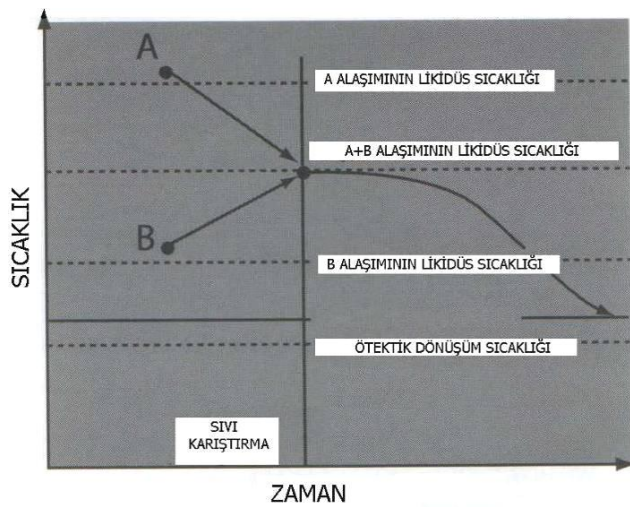 A
A ALAŞIMININ LİKİDÜS SICAKLIĞI
A+B ALAŞIMININ LİKİDÜS SICAKLIĞI
B
B ALAŞIMININ LİKİDÜS SICAKLIĞI
ÖTEKTİK DÖNÜŞÜM SICAKLIĞI
SIVI
KARIŞTIRMA
SICAKLIK
ZAMAN